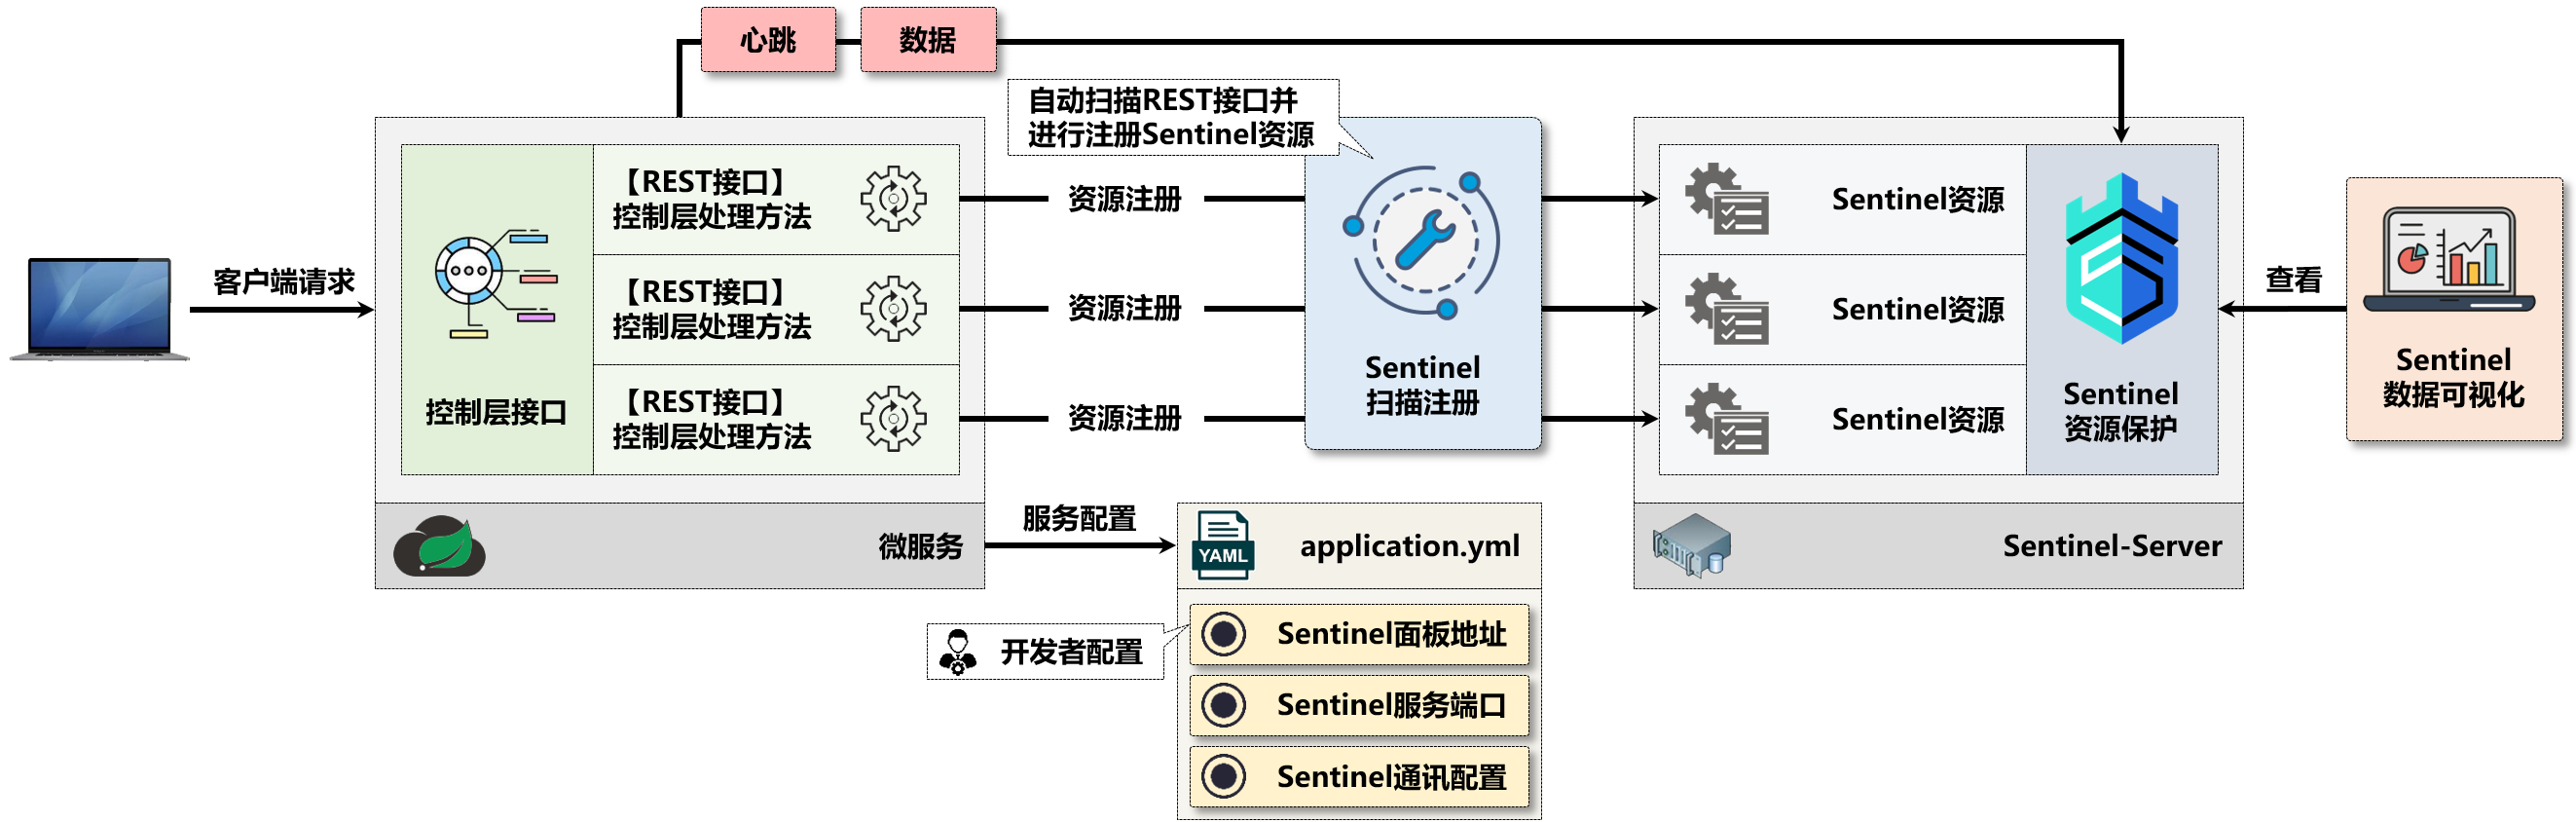 心跳
数据
自动扫描REST接口并
进行注册Sentinel资源
客户端请求
控制层接口
【REST接口】
控制层处理方法
【REST接口】
控制层处理方法
【REST接口】
控制层处理方法
资源注册
资源注册
资源注册
Sentinel
扫描注册
Sentinel资源
Sentinel资源
Sentinel资源
Sentinel
资源保护
查看
Sentinel
数据可视化
微服务
服务配置
YAML
application.yml
Sentinel-Server
开发者配置
Sentinel面板地址
Sentinel服务端口
Sentinel通讯配置